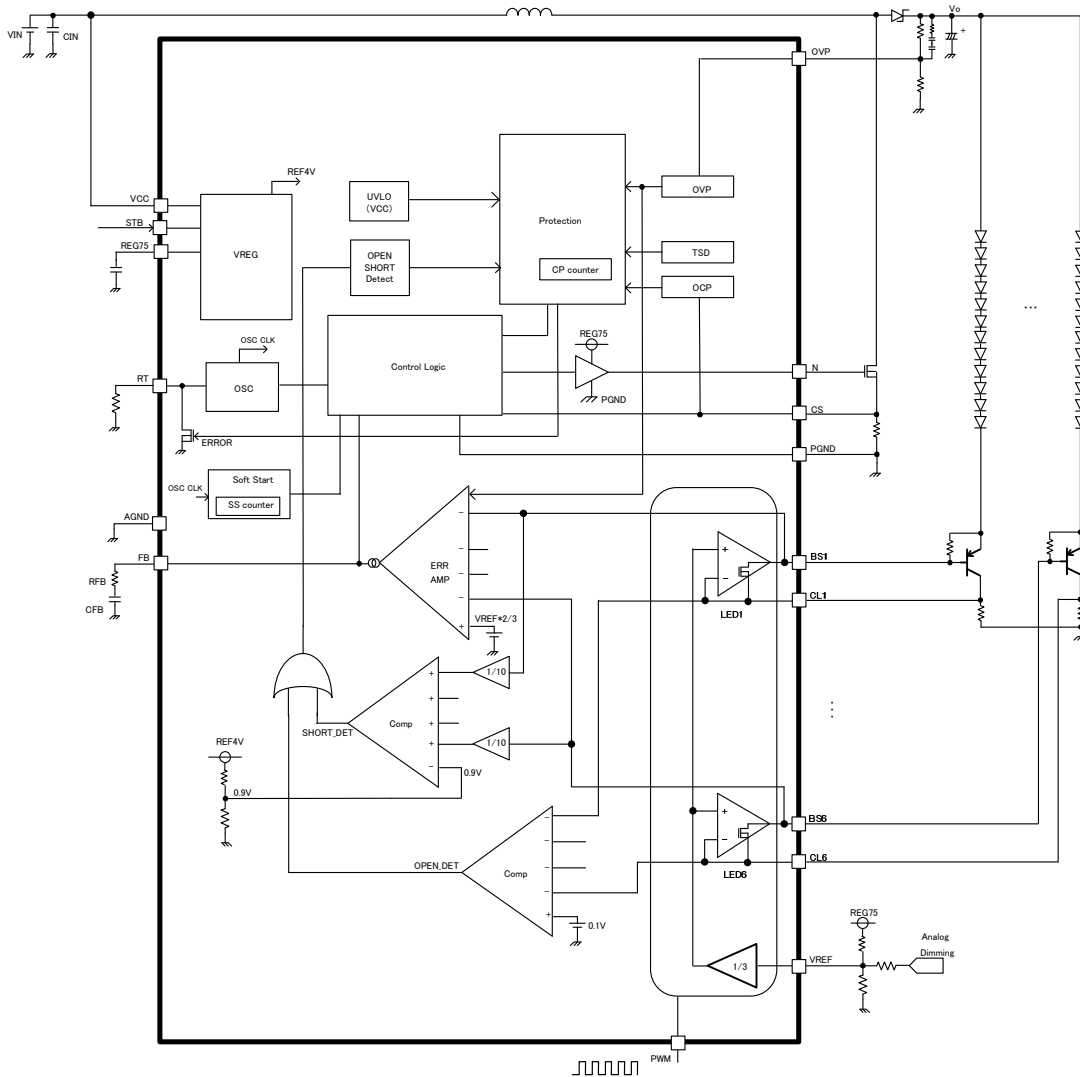 Vo
VIN
CIN
+
OVP
REF4V
VCC
UVLO
(VCC)
OVP
STB
Protection
REG75
VREG
OPEN
SHORT
Detect
TSD
CP counter
OCP
...
REG75
OSC CLK
Control Logic
RT
OSC
N
PGND
CS
ERROR
PGND
Soft Start
OSC CLK
SS counter
AGND
−
+
FB
ERR
AMP
BS1
−
−
−
RFB
−
CL1
CFB
LED1
VREF*2/3
+
+
1/10
+
Comp
+
SHORT_DET
+
1/10
REF4V
−
0.9V
0.9V
+
BS6
−
−
−
OPEN_DET
−
CL6
Comp
LED6
−
+
0.1V
REG75
Analog
Dimming
1/3
VREF
PWM